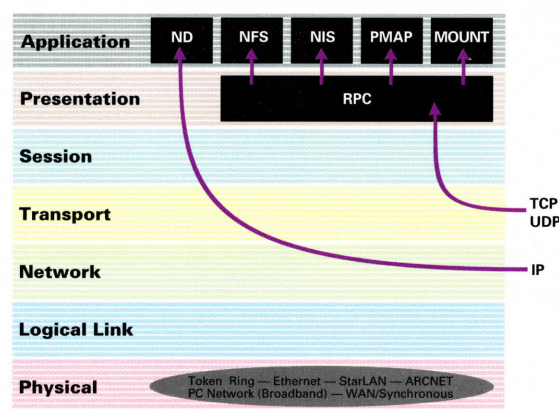 Application
ND NFS NIS PMAP MOUNT
Presentation
RPC
Session
Transport
TCP
UDP
Network
IP
Logical Link
Physical
Token Ring — Ethernet — StarLAN — ARCNET
PC Network (Broadband) — WAN/Synchronous